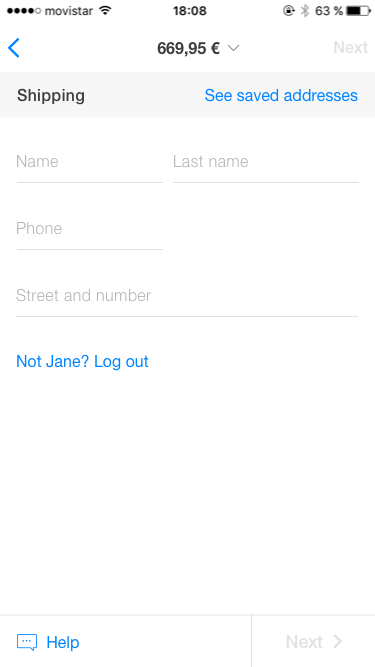 movistar 18:08 63 %
669,95 € Next
Shipping See saved addresses
Name Last name
Phone
Street and number
Not Jane? Log out
Help Next